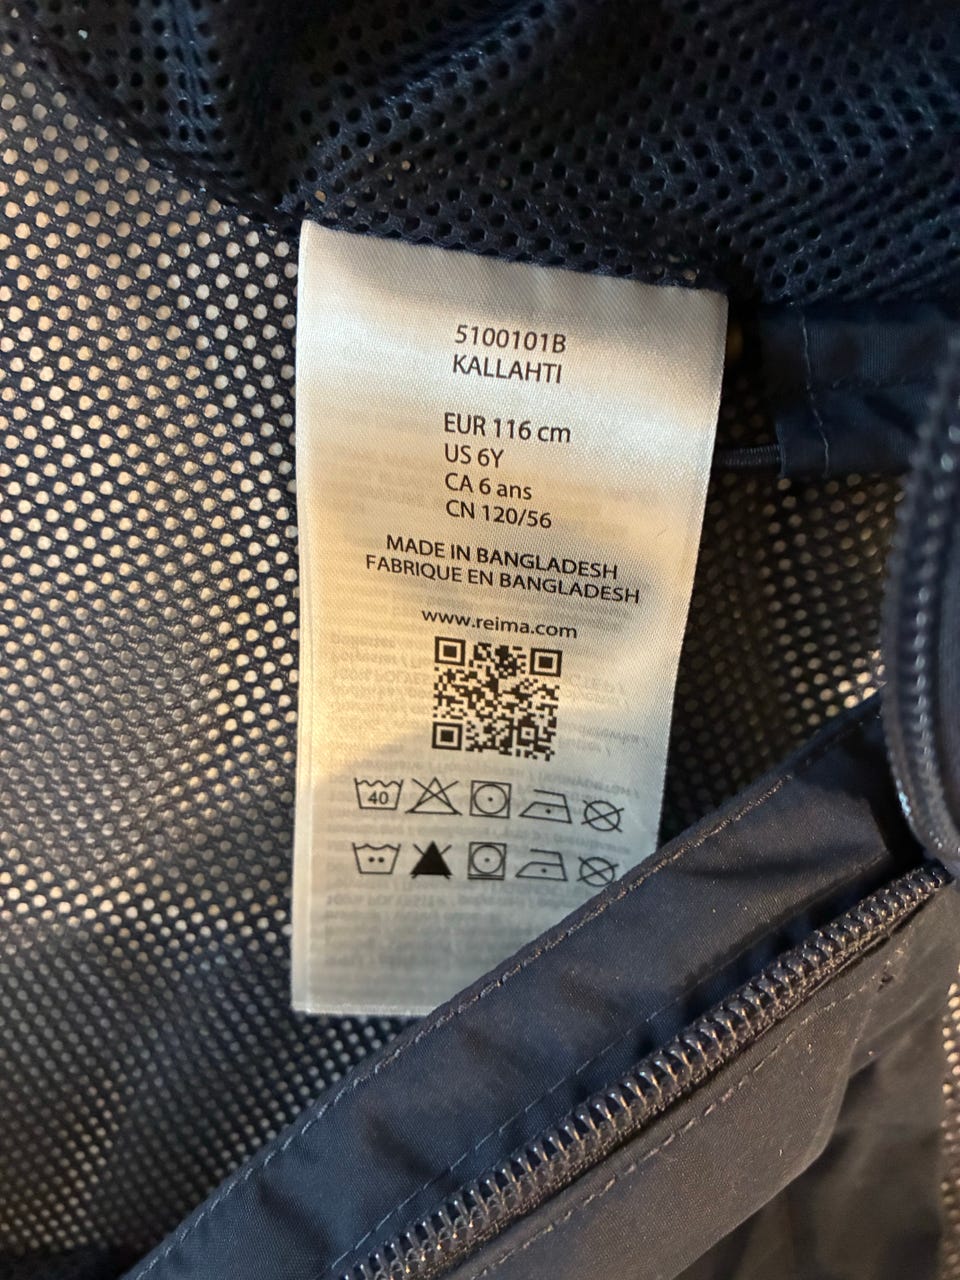 5100101B
KALLAHTI
EUR 116 cm
US 6Y
CA 6 ans
CN 120/56
MADE IN BANGLADESH
FABRIQUE EN BANGLADESH
www.reima.com
40